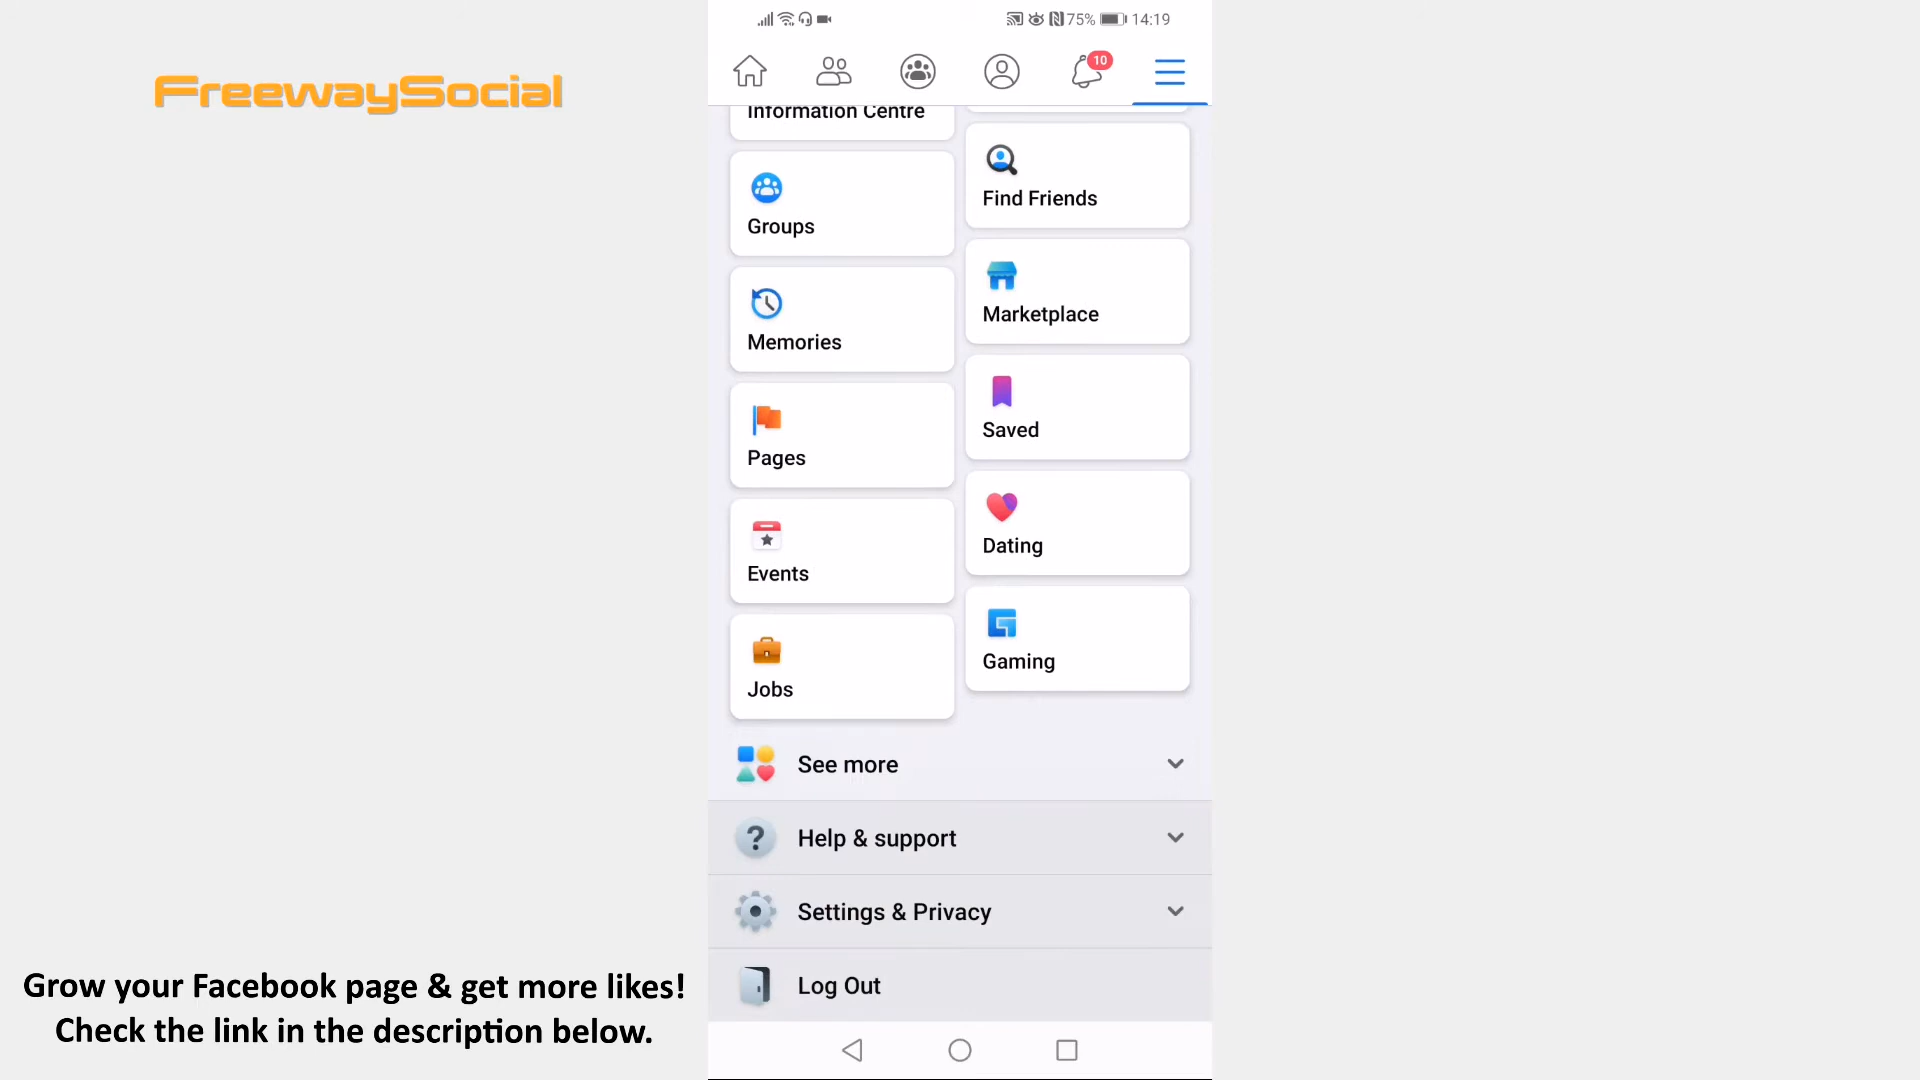 FreewaySocial
75% 14:19
10
Information Centre
Groups
Find Friends
Memories
Marketplace
Pages
Saved
Events
Dating
Jobs
Gaming
See more
Help & support
Settings & Privacy
Log Out
Grow your Facebook page & get more likes!
Check the link in the description below.